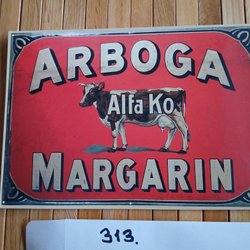 ARBOGA
Alfa Ko
MARGARIN
313.